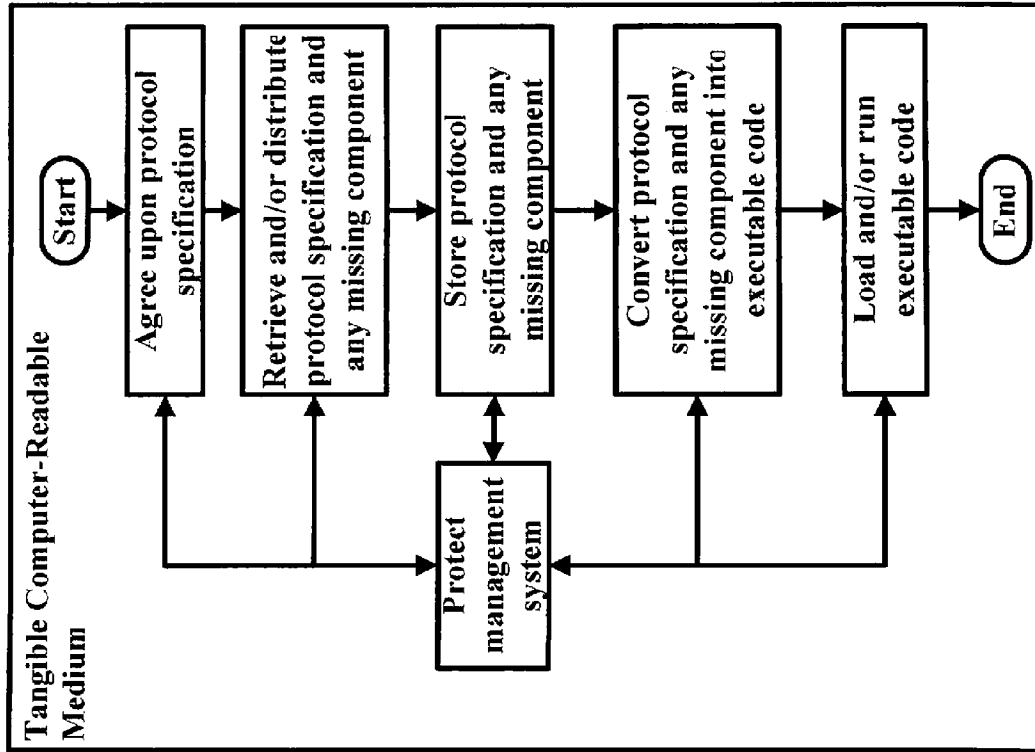 Tangible Computer-Readable
Medium
Start
Agree upon protocol
specification
Retrieve and/or distribute
protocol specification and
any missing component
Store protocol
specification and any
missing component
Protect
management
system
Convert protocol
specification and any
missing component into
executable code
Load and/or run
executable code
End